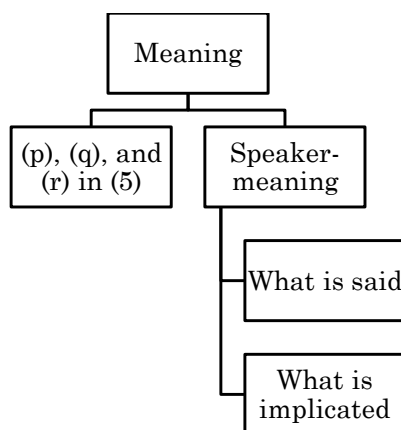 Meaning
(p), (q), and
(r) in (5)
Speaker-
meaning
What is said
What is
implicated